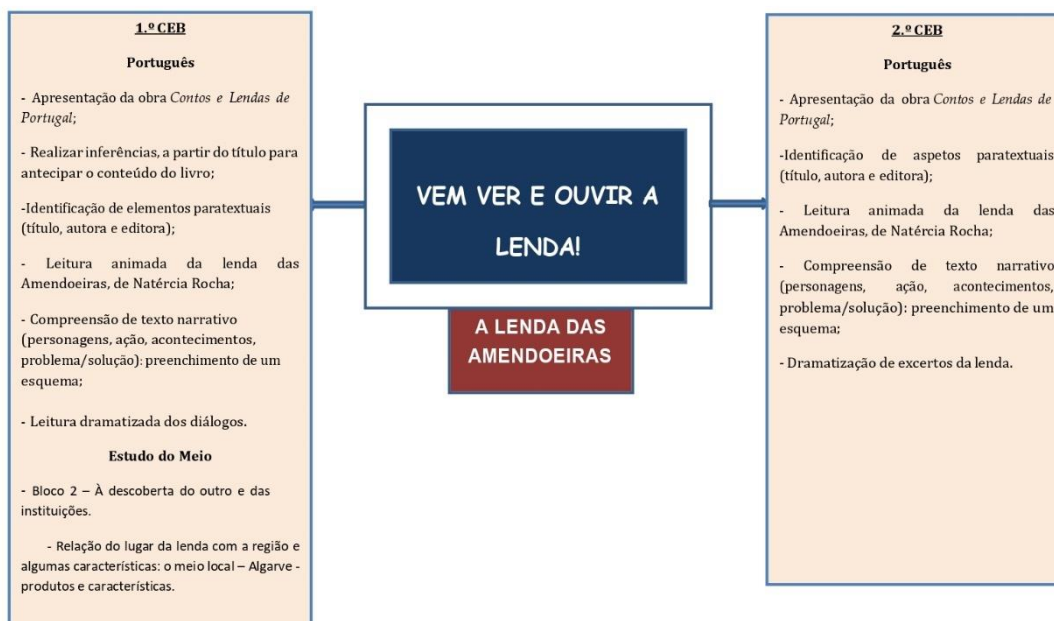 1.º CEB
Português
- Apresentação da obra Contos e Lendas de
Portugal;
- Realizar inferências, a partir do título para
antecipar o conteúdo do livro;
-Identificação de elementos paratextuais
(título, autora e editora);
- Leitura animada da lenda das
Amendoeiras, de Natércia Rocha;
- Compreensão de texto narrativo
(personagens, ação, acontecimentos,
problema/solução): preenchimento de um
esquema;
- Leitura dramatizada dos diálogos.
Estudo do Meio
- Bloco 2 – À descoberta do outro e das
instituições.
- Relação do lugar da lenda com a região e
algumas características: o meio local – Algarve -
produtos e características.
VEM VER E OUVIR A
LENDA!
A LENDA DAS
AMENDOEIRAS
2.º CEB
Português
- Apresentação da obra Contos e Lendas de
Portugal;
-Identificação de aspetos paratextuais
(título, autora e editora);
- Leitura animada da lenda das
Amendoeiras, de Natércia Rocha;
- Compreensão de texto narrativo
(personagens, ação, acontecimentos,
problema/solução): preenchimento de um
esquema;
- Dramatização de excertos da lenda.